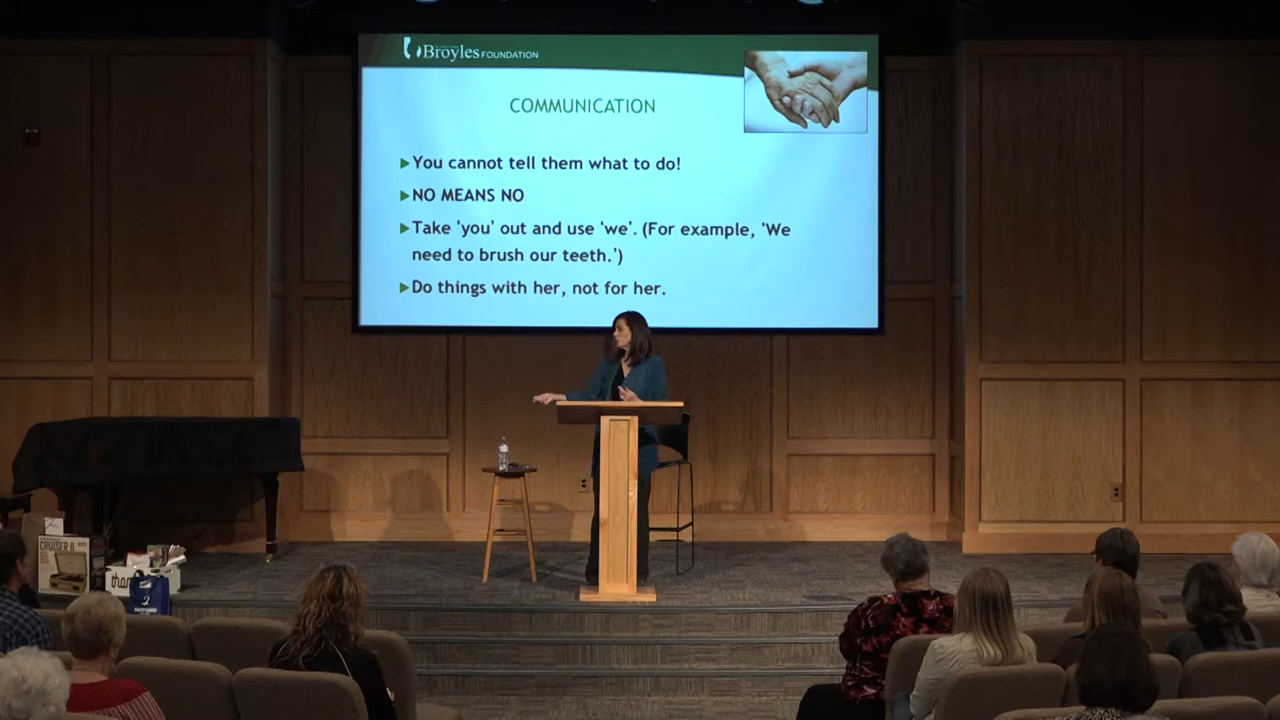 Broyles FOUNDATION
COMMUNICATION
You cannot tell them what to do!
NO MEANS NO
Take ‘you’ out and use ‘we’. (For example, ‘We
need to brush our teeth.’)
Do things with her, not for her.
CRUISER II